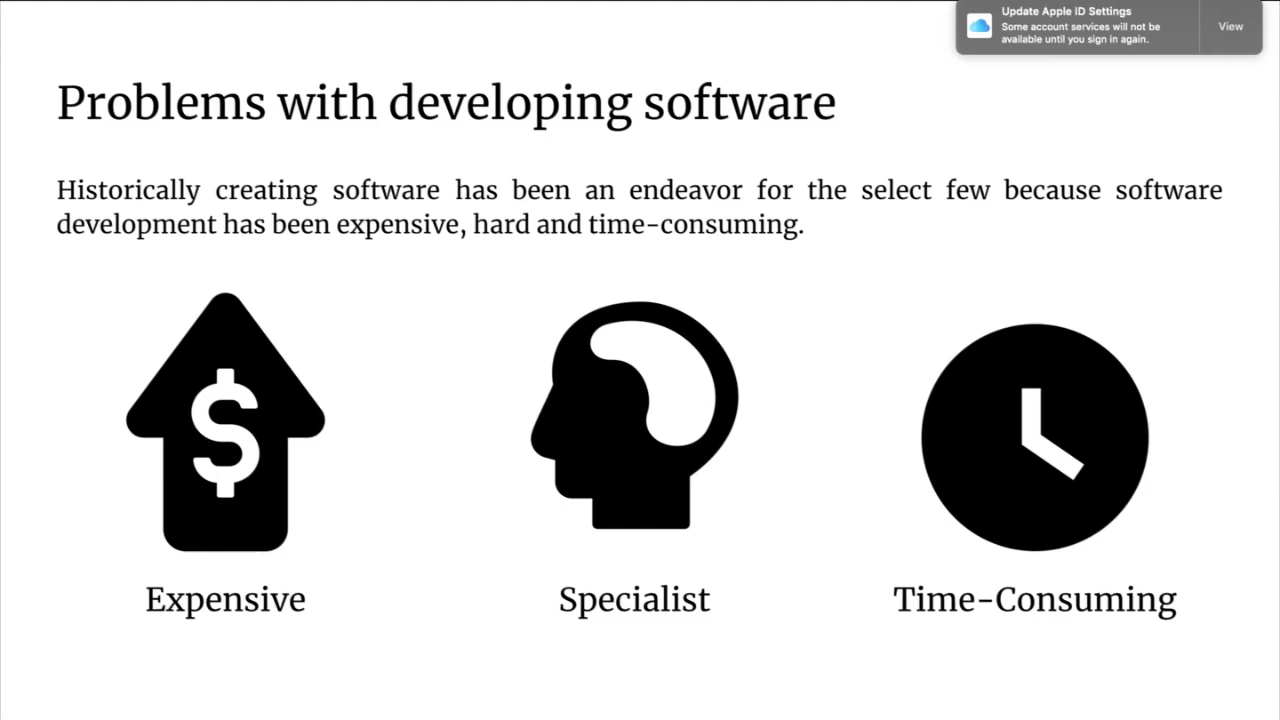 Update Apple ID Settings
Some account services will not be
available until you sign in again.
View
Problems with developing software
Historically creating software has been an endeavor for the select few because software
development has been expensive, hard and time-consuming.
$
Expensive
Specialist
Time-Consuming